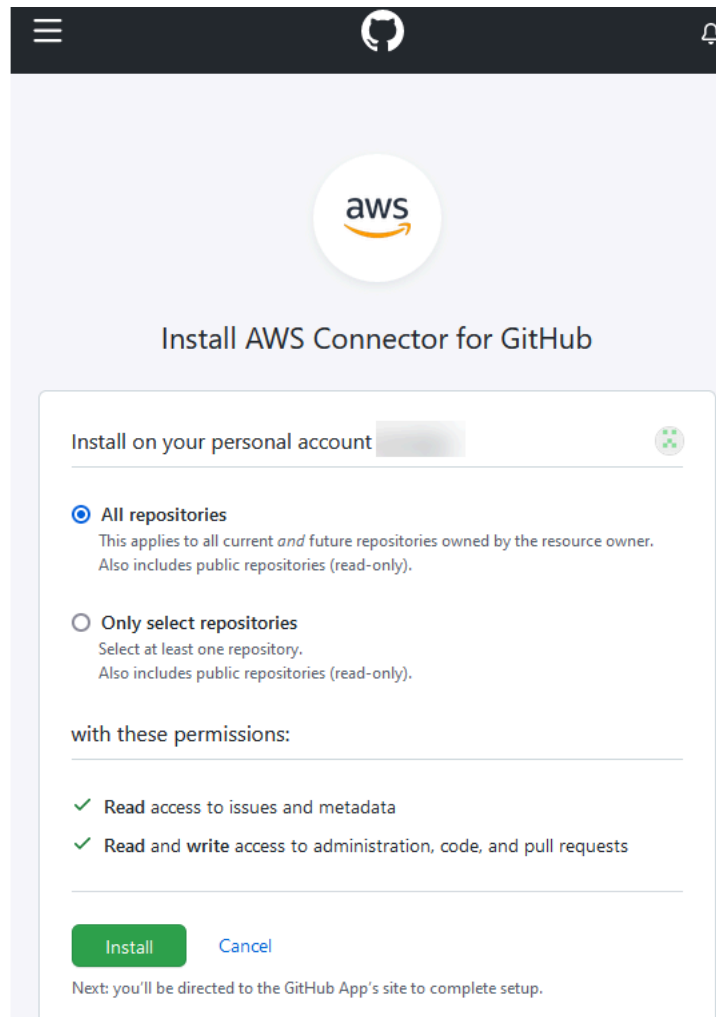 aws
Install AWS Connector for GitHub
Install on your personal account
All repositories
This applies to all current and future repositories owned by the resource owner.
Also includes public repositories (read-only).
Only select repositories
Select at least one repository.
Also includes public repositories (read-only).
with these permissions:
Read access to issues and metadata
Read and write access to administration, code, and pull requests
Install Cancel
Next: you'll be directed to the GitHub App's site to complete setup.